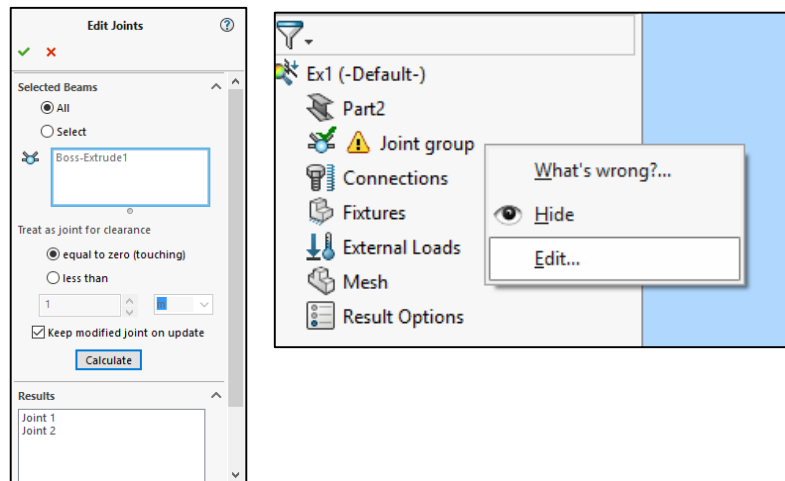 Edit Joints
?
Selected Beams
All
Select
Boss-Extrude1
Treat as joint for clearance
equal to zero (touching)
less than
1 m
Keep modified joint on update
Calculate
Results
Joint 1
Joint 2
Ex1 (-Default-)
Part2
Joint group
Connections
Fixtures
External Loads
Mesh
Result Options
What's wrong?...
Hide
Edit...